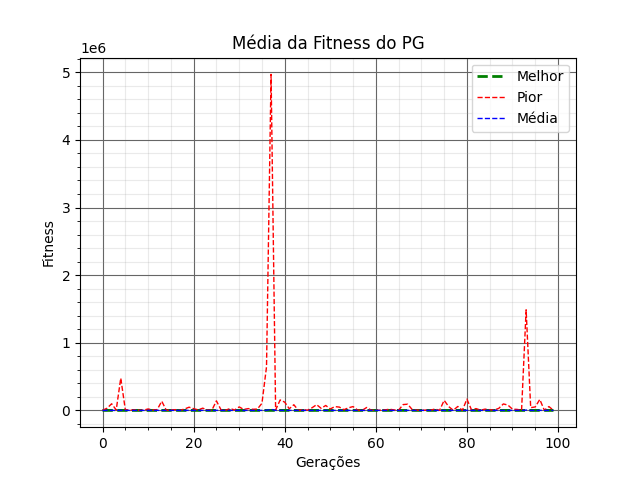 Média da Fitness do PG
1e6
5
4
3
2
1
0
Fitness
0 20 40 60 80 100
Gerações
Melhor
Pior
Média